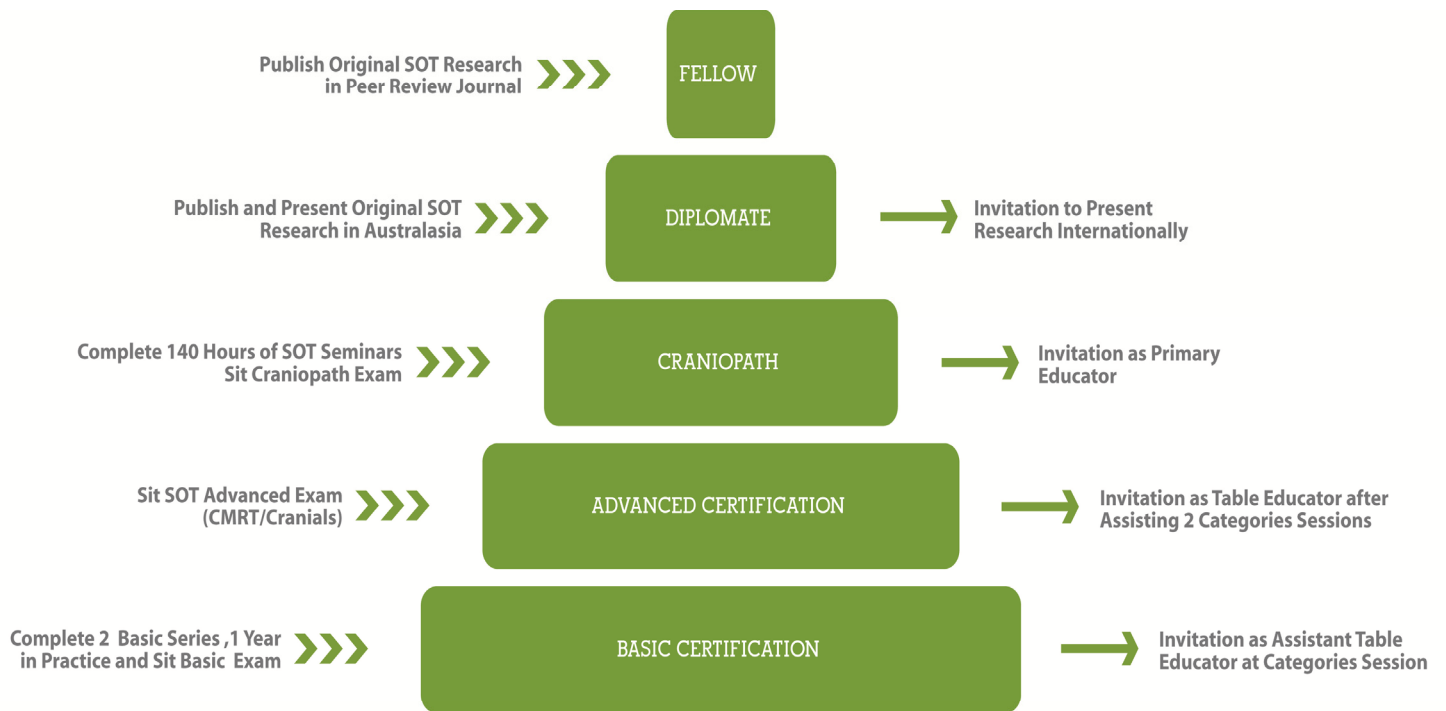 Publish Original SOT Research
in Peer Review Journal
FELLOW
Publish and Present Original SOT
Research in Australasia
DIPLOMATE
Invitation to Present
Research Internationally
Complete 140 Hours of SOT Seminars
Sit Craniopath Exam
CRANIOPATH
Invitation as Primary
Educator
Sit SOT Advanced Exam
(CMRT/Cranials)
ADVANCED CERTIFICATION
Invitation as Table Educator after
Assisting 2 Categories Sessions
Complete 2 Basic Series ,1 Year
in Practice and Sit Basic Exam
BASIC CERTIFICATION
Invitation as Assistant Table
Educator at Categories Session